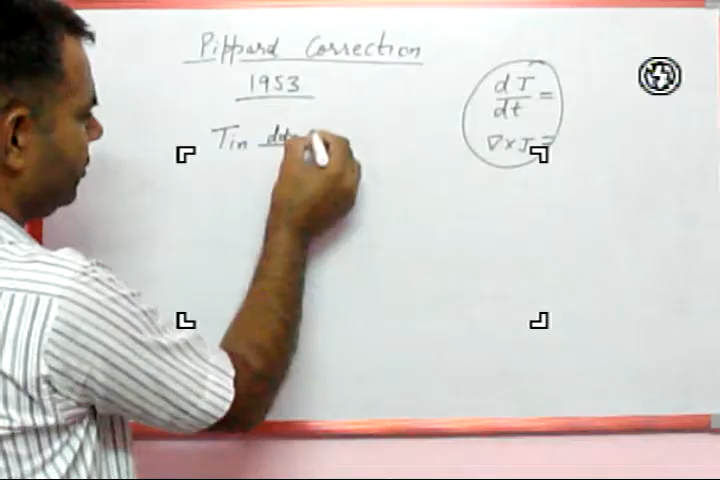 Pippard Correction
1953
Tin
dJ/dt =
∇×J =